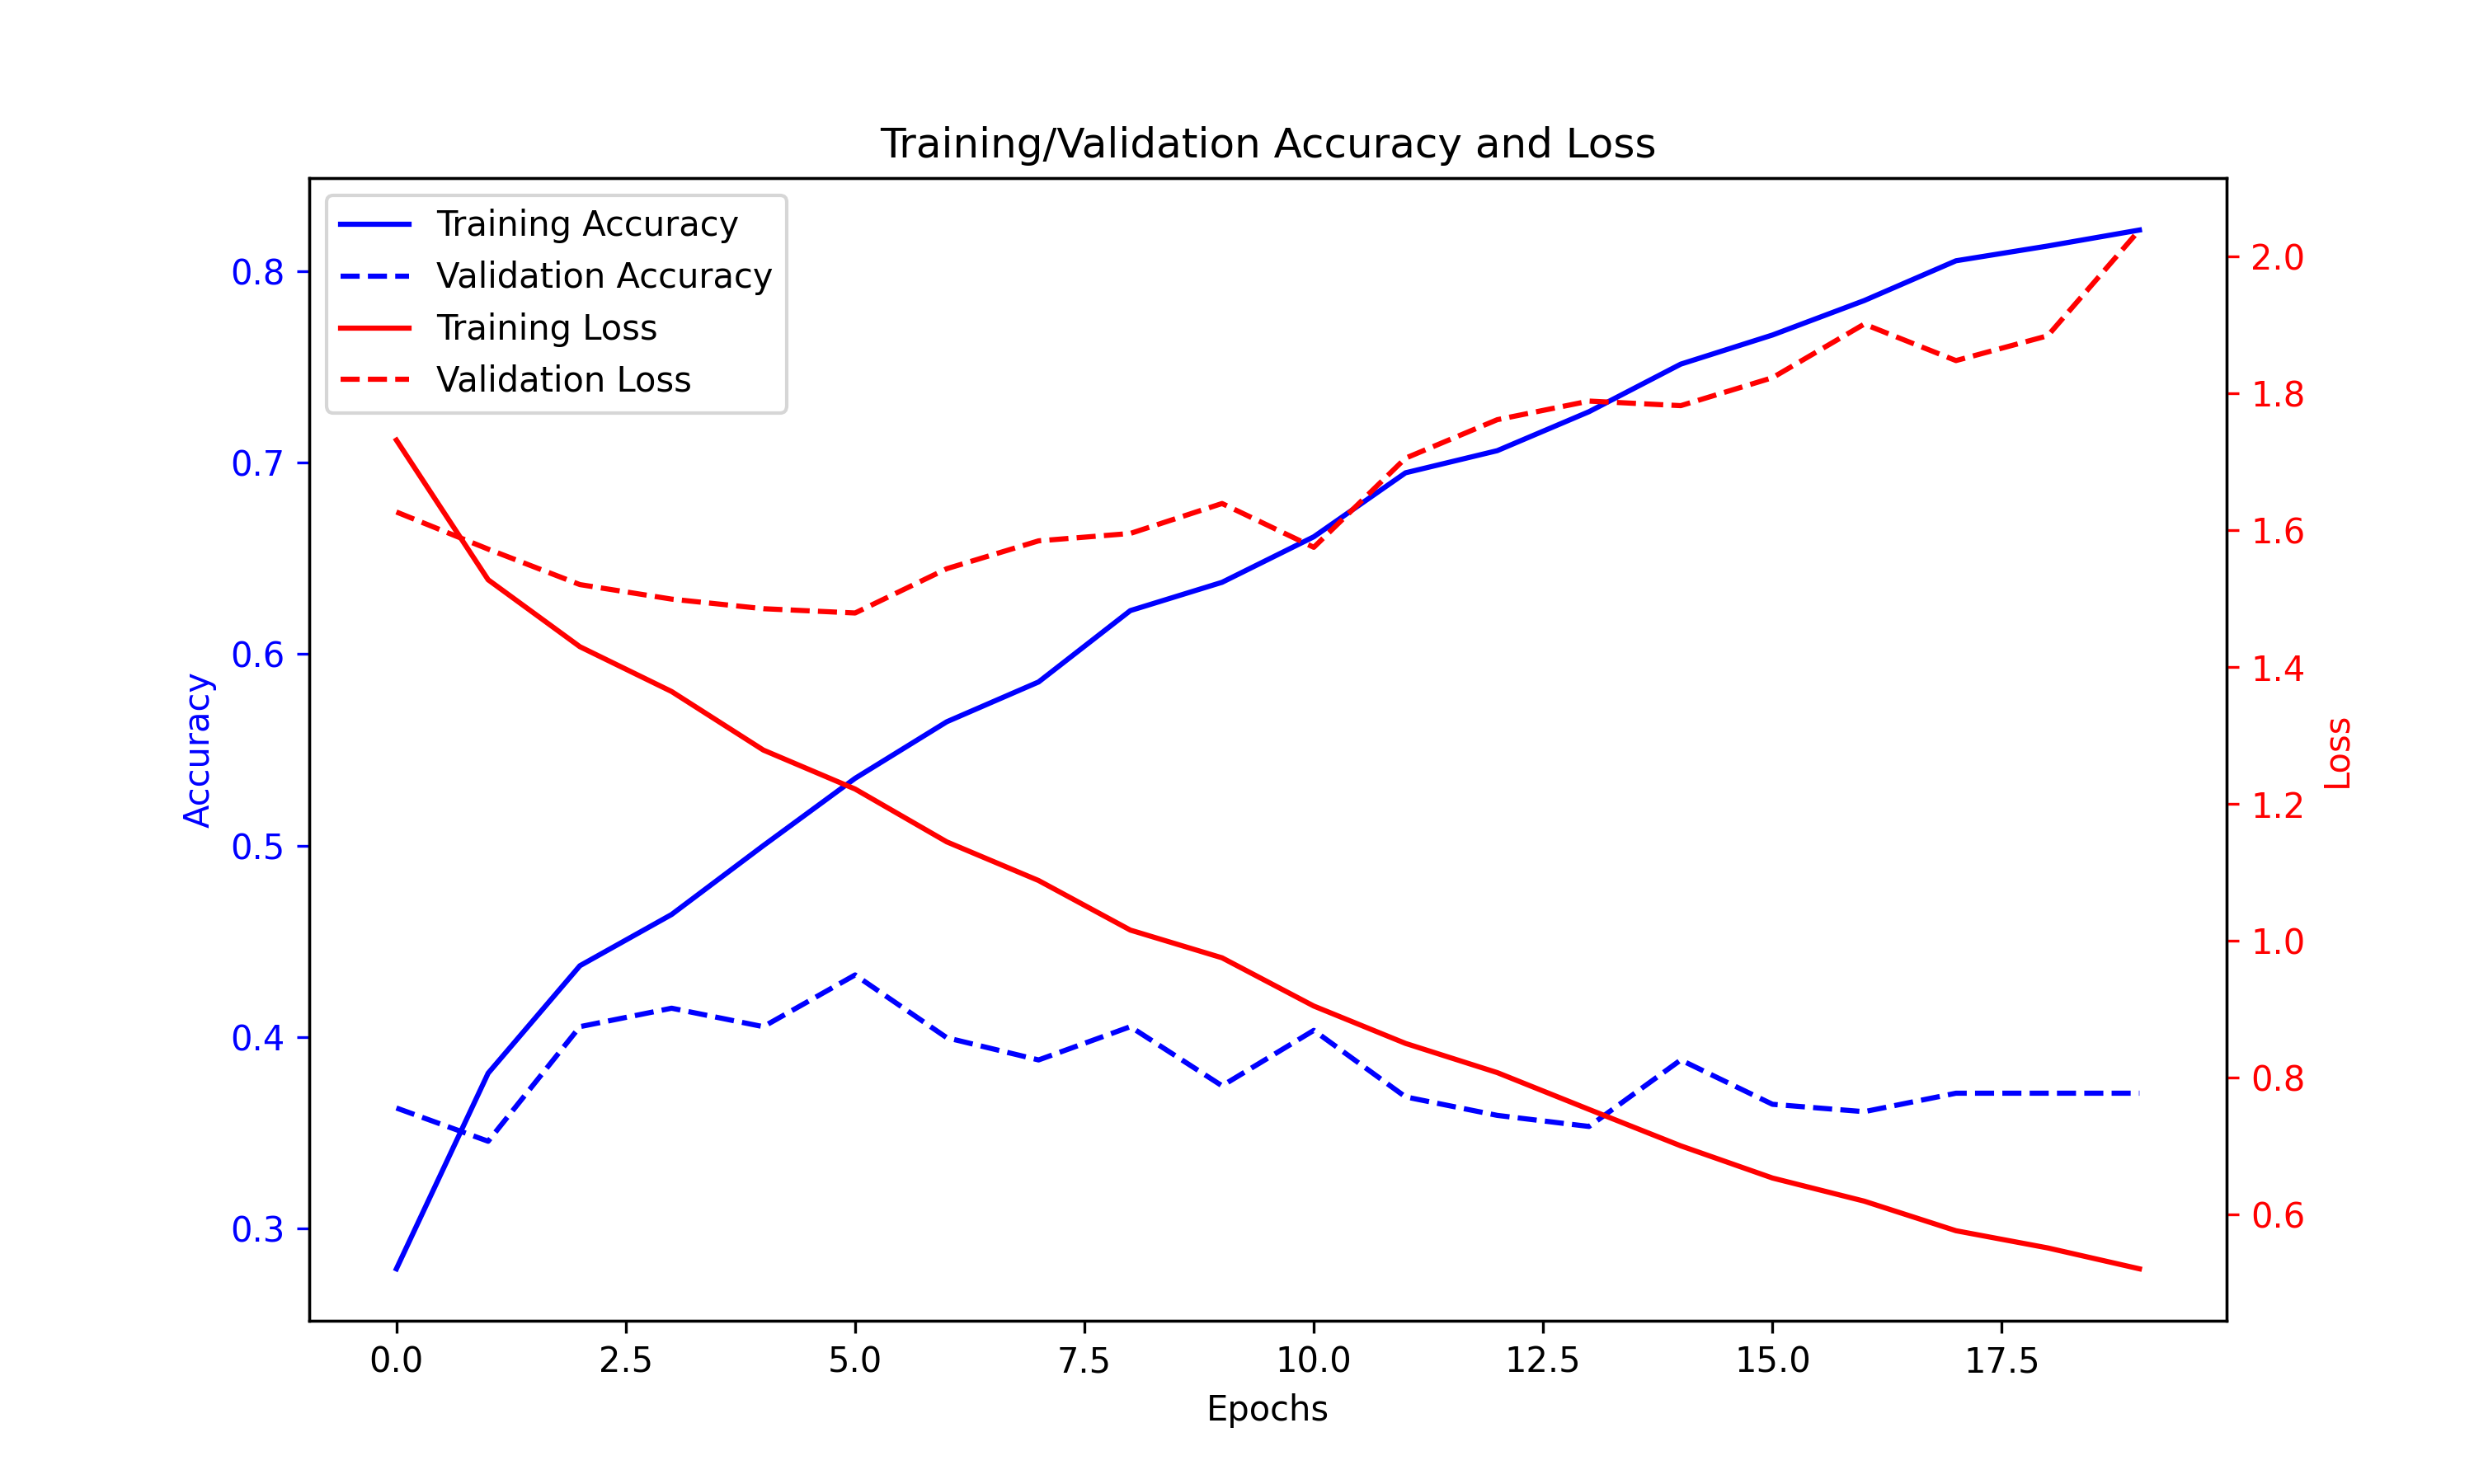 Training/Validation Accuracy and Loss
Training Accuracy
Validation Accuracy
Training Loss
Validation Loss
0.8
0.7
0.6
0.5
0.4
0.3
Accuracy
2.0
1.8
1.6
1.4
1.2
1.0
0.8
0.6
Loss
0.0 2.5 5.0 7.5 10.0 12.5 15.0 17.5
Epochs